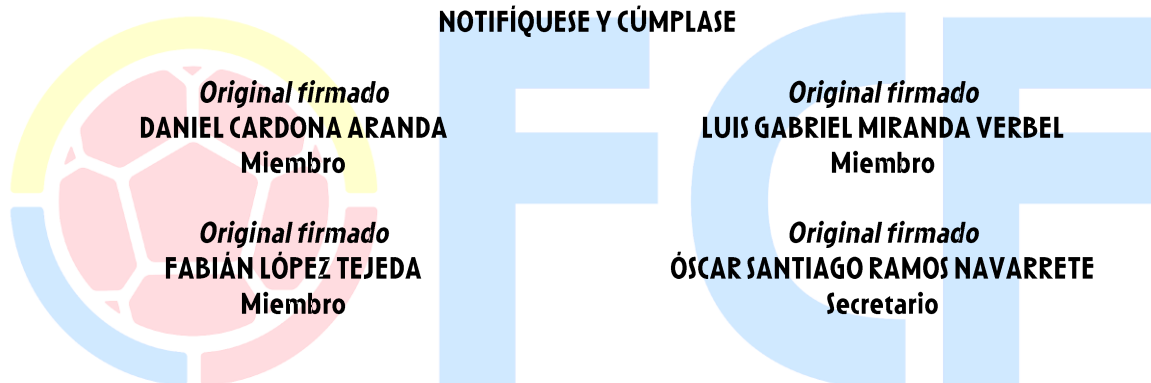 NOTIFÍQUESE Y CÚMPLASE
Original firmado
DANIEL CARDONA ARANDA
Miembro
Original firmado
LUIS GABRIEL MIRANDA VERBEL
Miembro
Original firmado
FABIÁN LÓPEZ TEJEDA
Miembro
Original firmado
ÓSCAR SANTIAGO RAMOS NAVARRETE
Secretario
FCF